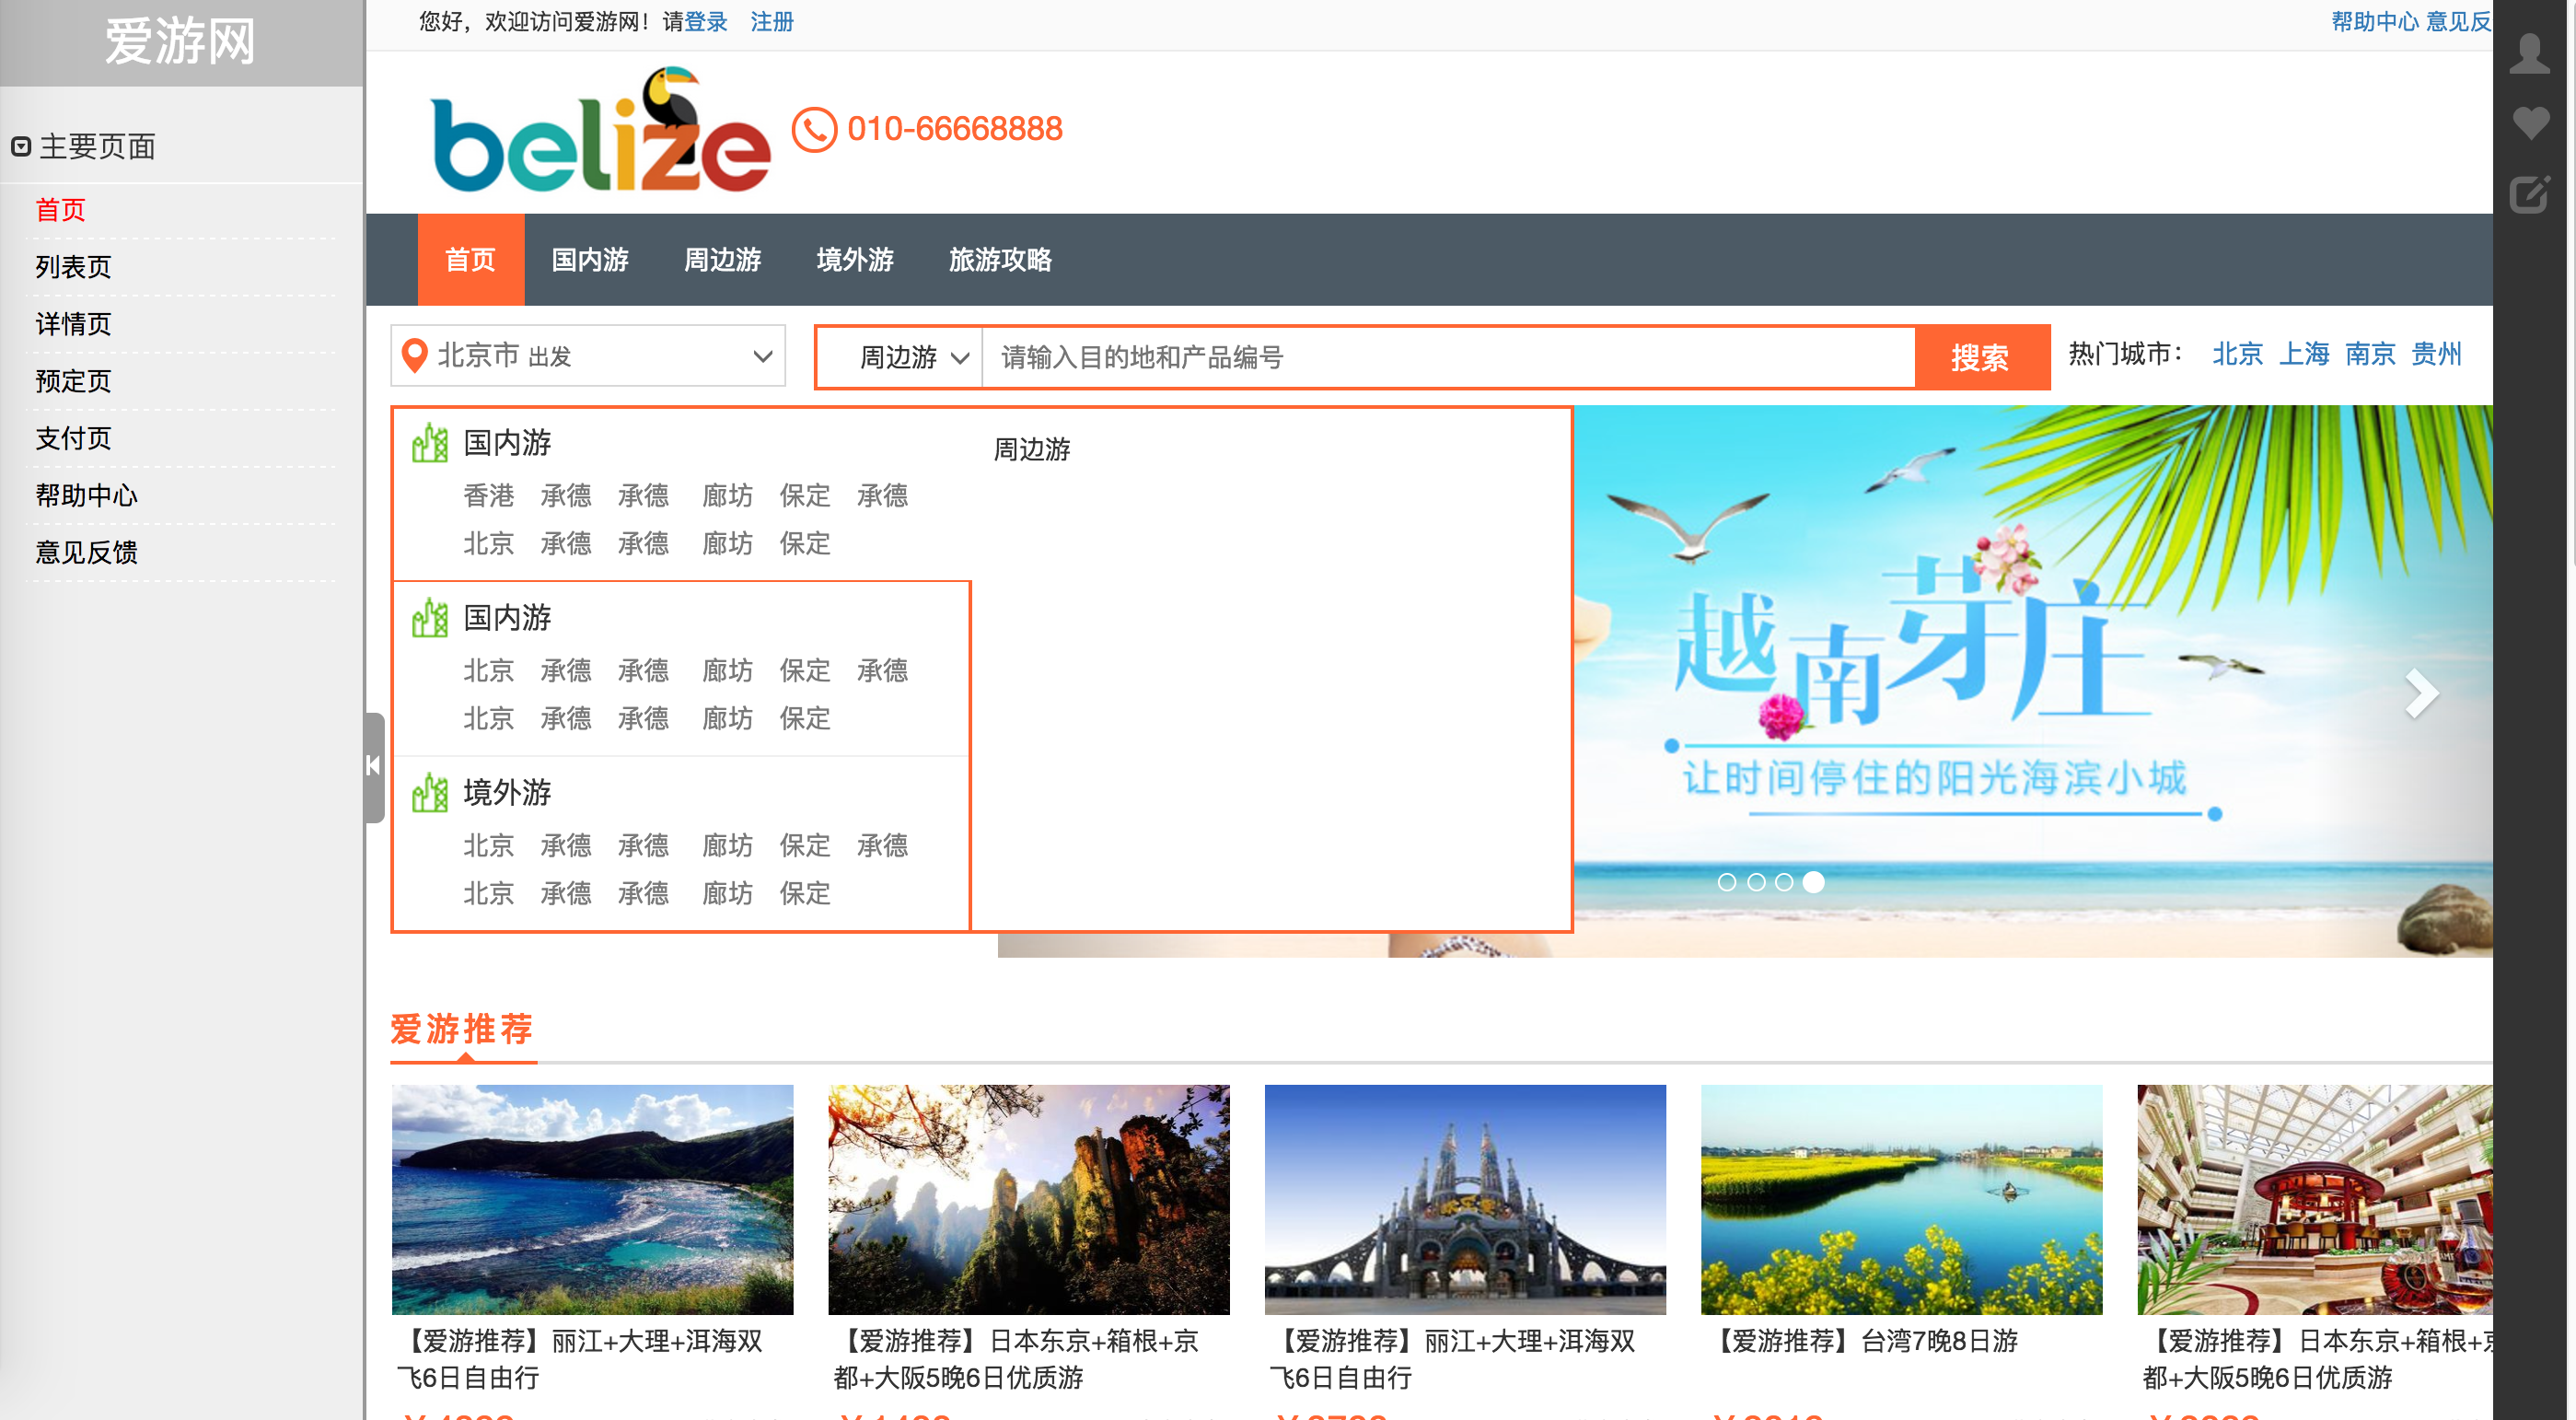 爱游网
主要页面
首页
列表页
详情页
预定页
支付页
帮助中心
意见反馈
您好，欢迎访问爱游网！请登录 注册
帮助中心 意见反
belize
010-66668888
首页 国内游 周边游 境外游 旅游攻略
北京市 出发
周边游 请输入目的地和产品编号 搜索
热门城市： 北京 上海 南京 贵州
国内游
香港 承德 承德 廊坊 保定 承德
北京 承德 承德 廊坊 保定
国内游
北京 承德 承德 廊坊 保定 承德
北京 承德 承德 廊坊 保定
境外游
北京 承德 承德 廊坊 保定 承德
北京 承德 承德 廊坊 保定
周边游
越南芽庄
让时间停住的阳光海滨小城
爱游推荐
【爱游推荐】丽江+大理+洱海双
飞6日自由行
【爱游推荐】日本东京+箱根+京
都+大阪5晚6日优质游
【爱游推荐】丽江+大理+洱海双
飞6日自由行
【爱游推荐】台湾7晚8日游
【爱游推荐】日本东京+箱根+京
都+大阪5晚6日优质游